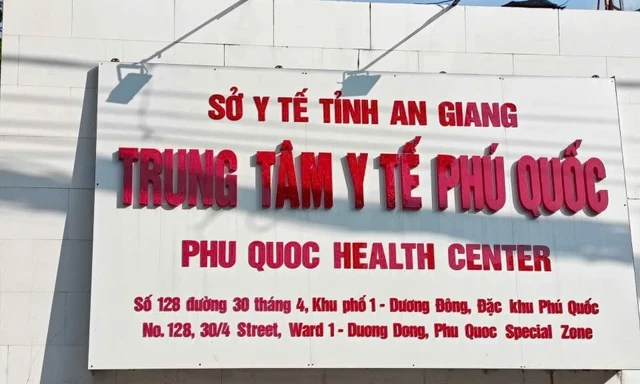 SỞ Y TẾ TỈNH AN GIANG
TRUNG TÂM Y TẾ PHÚ QUỐC
PHU QUOC HEALTH CENTER
Số 128 đường 30 tháng 4, Khu phố 1 - Dương Đông, Đặc khu Phú Quốc
No. 128, 30/4 Street, Ward 1 - Duong Dong, Phu Quoc Special Zone